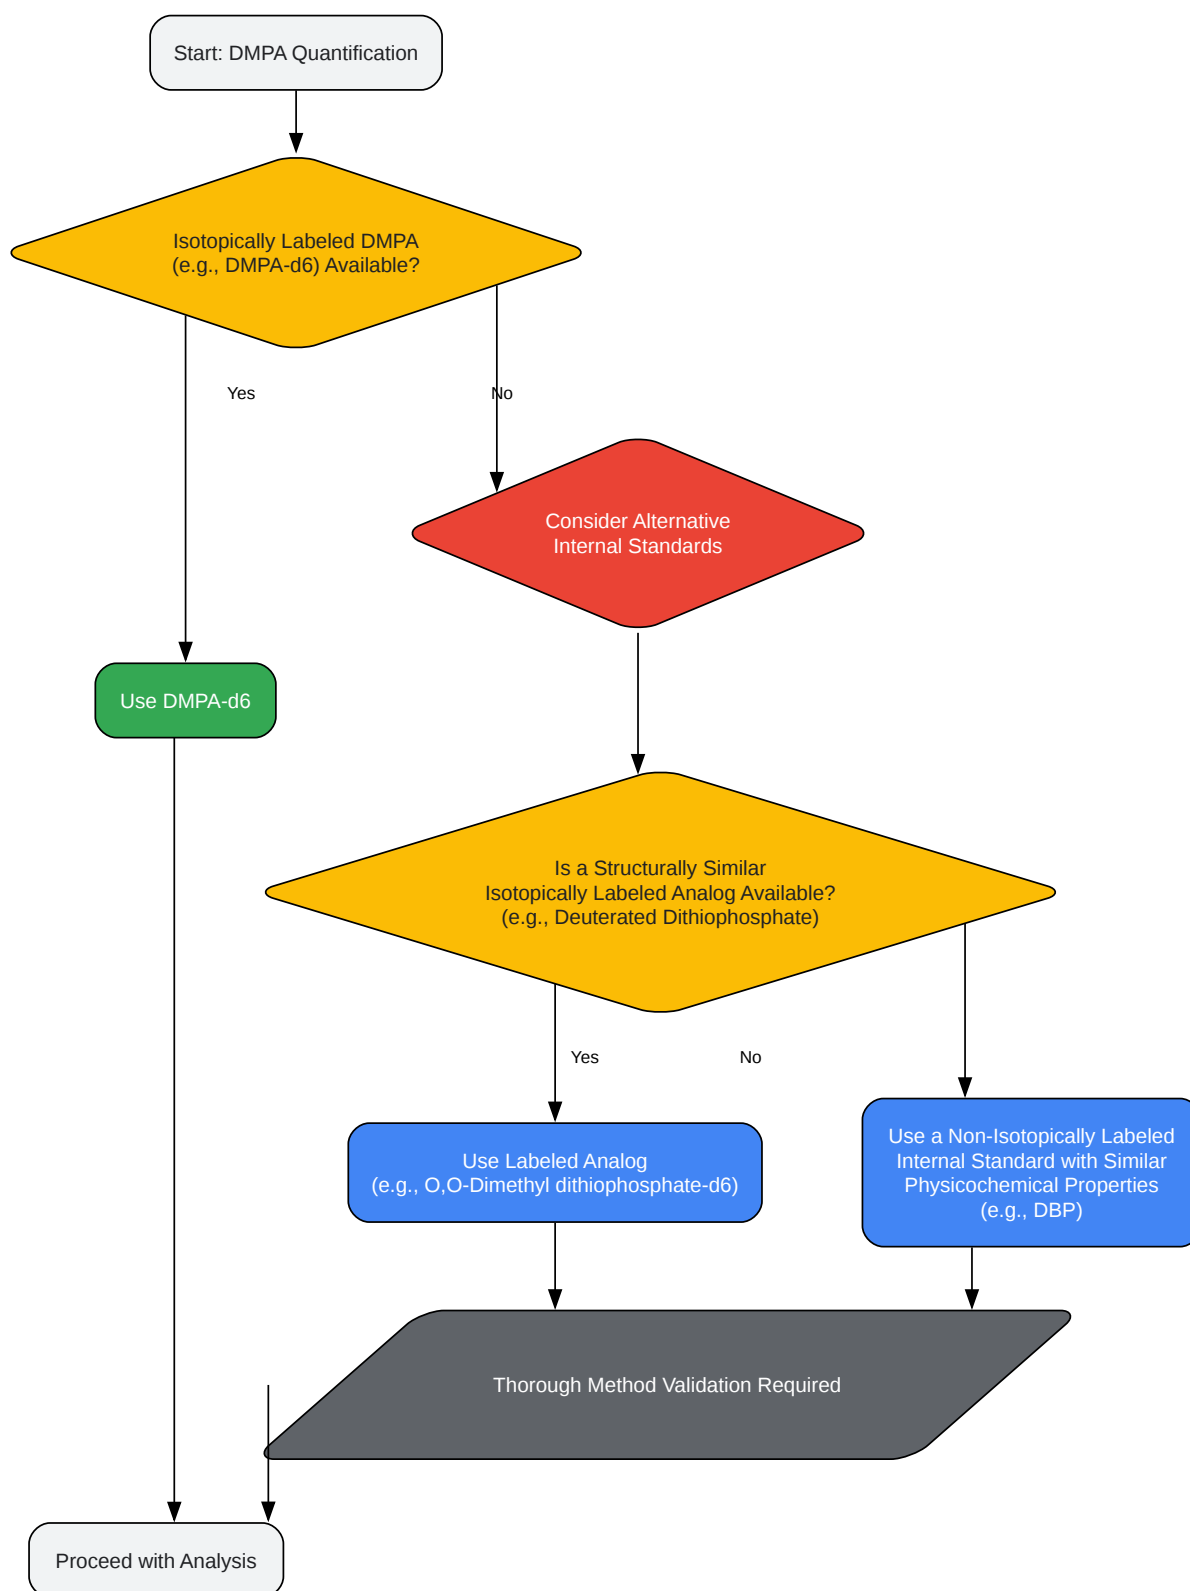 Start: DMPA Quantification
Isotopically Labeled DMPA
(e.g., DMPA-d6) Available?
Yes
No
Consider Alternative
Internal Standards
Use DMPA-d6
Is a Structurally Similar
Isotopically Labeled Analog Available?
(e.g., Deuterated Dithiophosphate)
Yes
No
Use Labeled Analog
(e.g., O,O-Dimethyl dithiophosphate-d6)
Use a Non-Isotopically Labeled
Internal Standard with Similar
Physicochemical Properties
(e.g., DBP)
Thorough Method Validation Required
Proceed with Analysis